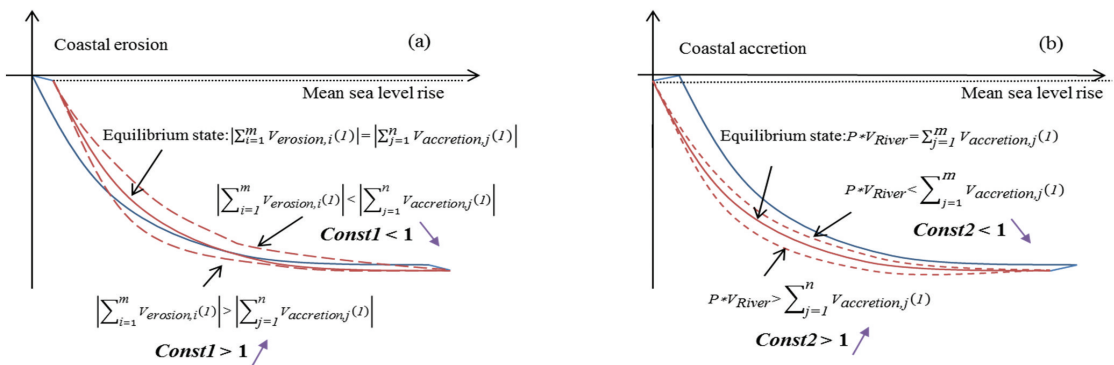 Coastal erosion
(a)
Mean sea level rise
Equilibrium state: |∑_{i=1}^{m} V_{erosion,i}(1)| = |∑_{j=1}^{n} V_{accretion,j}(1)|
|∑_{i=1}^{m} V_{erosion,i}(1)| < |∑_{j=1}^{n} V_{accretion,j}(1)|
Const1 < 1
|∑_{i=1}^{m} V_{erosion,i}(1)| > |∑_{j=1}^{n} V_{accretion,j}(1)|
Const1 > 1
Coastal accretion
(b)
Mean sea level rise
Equilibrium state: P*V_{River} = ∑_{j=1}^{m} V_{accretion,j}(1)
P*V_{River} < ∑_{j=1}^{m} V_{accretion,j}(1)
Const2 < 1
P*V_{River} > ∑_{j=1}^{n} V_{accretion,j}(1)
Const2 > 1